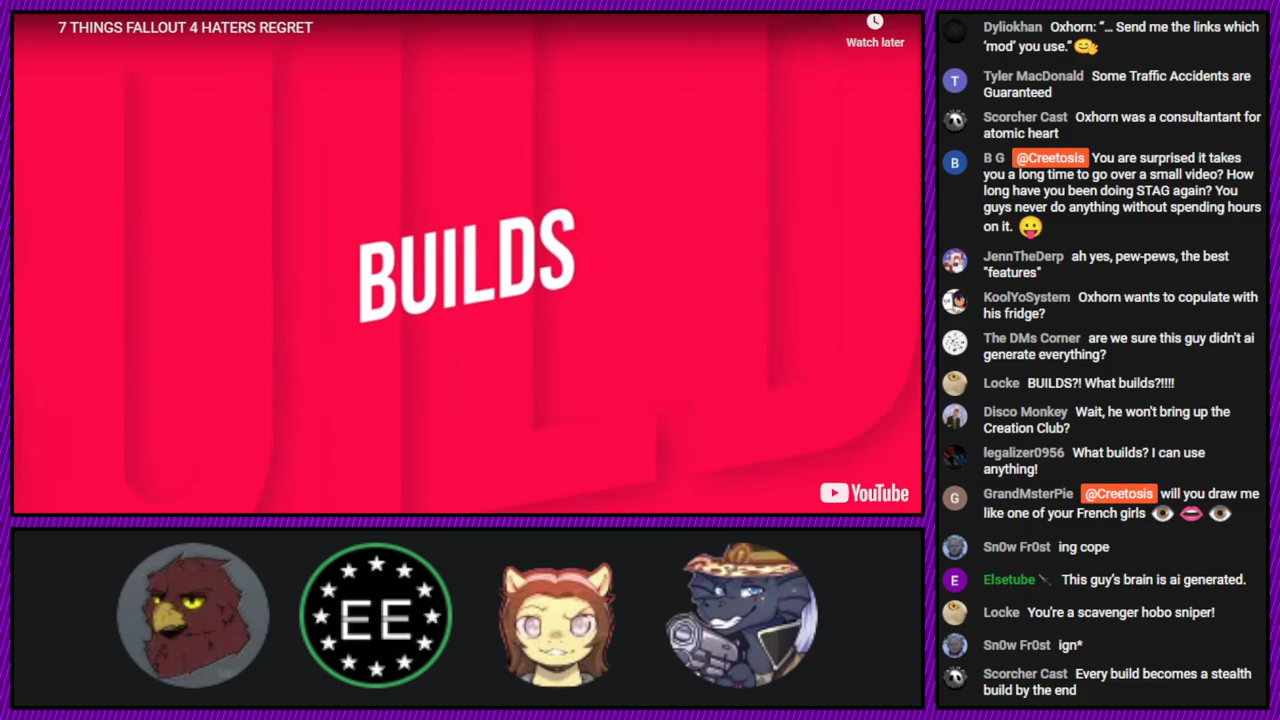 7 THINGS FALLOUT 4 HATERS REGRET
Watch later
BUILDS
YouTube
EE
Dyliokhan Oxhorn: “... Send me the links which
‘mod’ you use.”
T
Tyler MacDonald Some Traffic Accidents are
Guaranteed
Scorcher Cast Oxhorn was a consultantant for
atomic heart
B
B G @Creetosis You are surprised it takes
you a long time to go over a small video? How
long have you been doing STAG again? You
guys never do anything without spending hours
on it. 😛
JennTheDerp ah yes, pew-pews, the best
"features"
KoolYoSystem Oxhorn wants to copulate with
his fridge?
The DMs Corner are we sure this guy didn't ai
generate everything?
Locke BUILDS?! What builds?!!!!
Disco Monkey Wait, he won't bring up the
Creation Club?
legalizer0956 What builds? I can use
anything!
G
GrandMsterPie @Creetosis will you draw me
like one of your French girls 👁️ 👄 👁️
Sn0w Fr0st ing cope
E
Elsetube This guy's brain is ai generated.
Locke You're a scavenger hobo sniper!
Sn0w Fr0st ign*
Scorcher Cast Every build becomes a stealth
build by the end